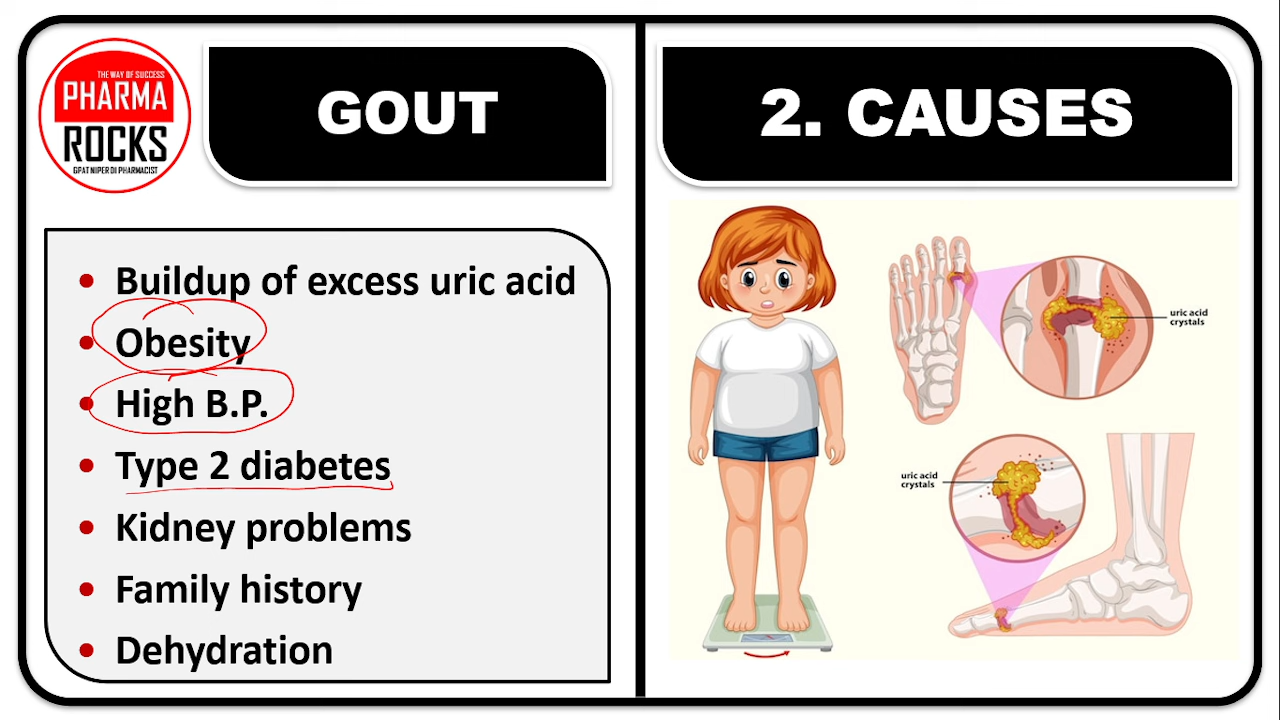 THE WAY OF SUCCESS
PHARMA
ROCKS
GPAT NIPER DI PHARMACIST
GOUT
2. CAUSES
• Buildup of excess uric acid
• Obesity
• High B.P.
• Type 2 diabetes
• Kidney problems
• Family history
• Dehydration
uric acid
crystals
uric acid
crystals